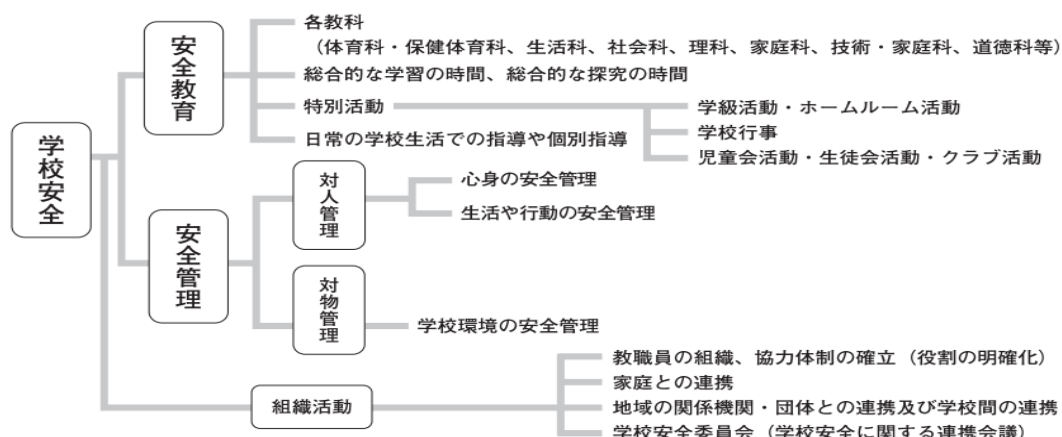 学校安全
安全教育
各教科
（体育科・保健体育科、生活科、社会科、理科、家庭科、技術・家庭科、道徳科等）
総合的な学習の時間、総合的な探究の時間
特別活動
学級活動・ホームルーム活動
学校行事
児童会活動・生徒会活動・クラブ活動
日常の学校生活での指導や個別指導
安全管理
対人管理
心身の安全管理
生活や行動の安全管理
対物管理
学校環境の安全管理
組織活動
教職員の組織、協力体制の確立（役割の明確化）
家庭との連携
地域の関係機関・団体との連携及び学校間の連携
学校安全委員会（学校安全に関する連携会議）